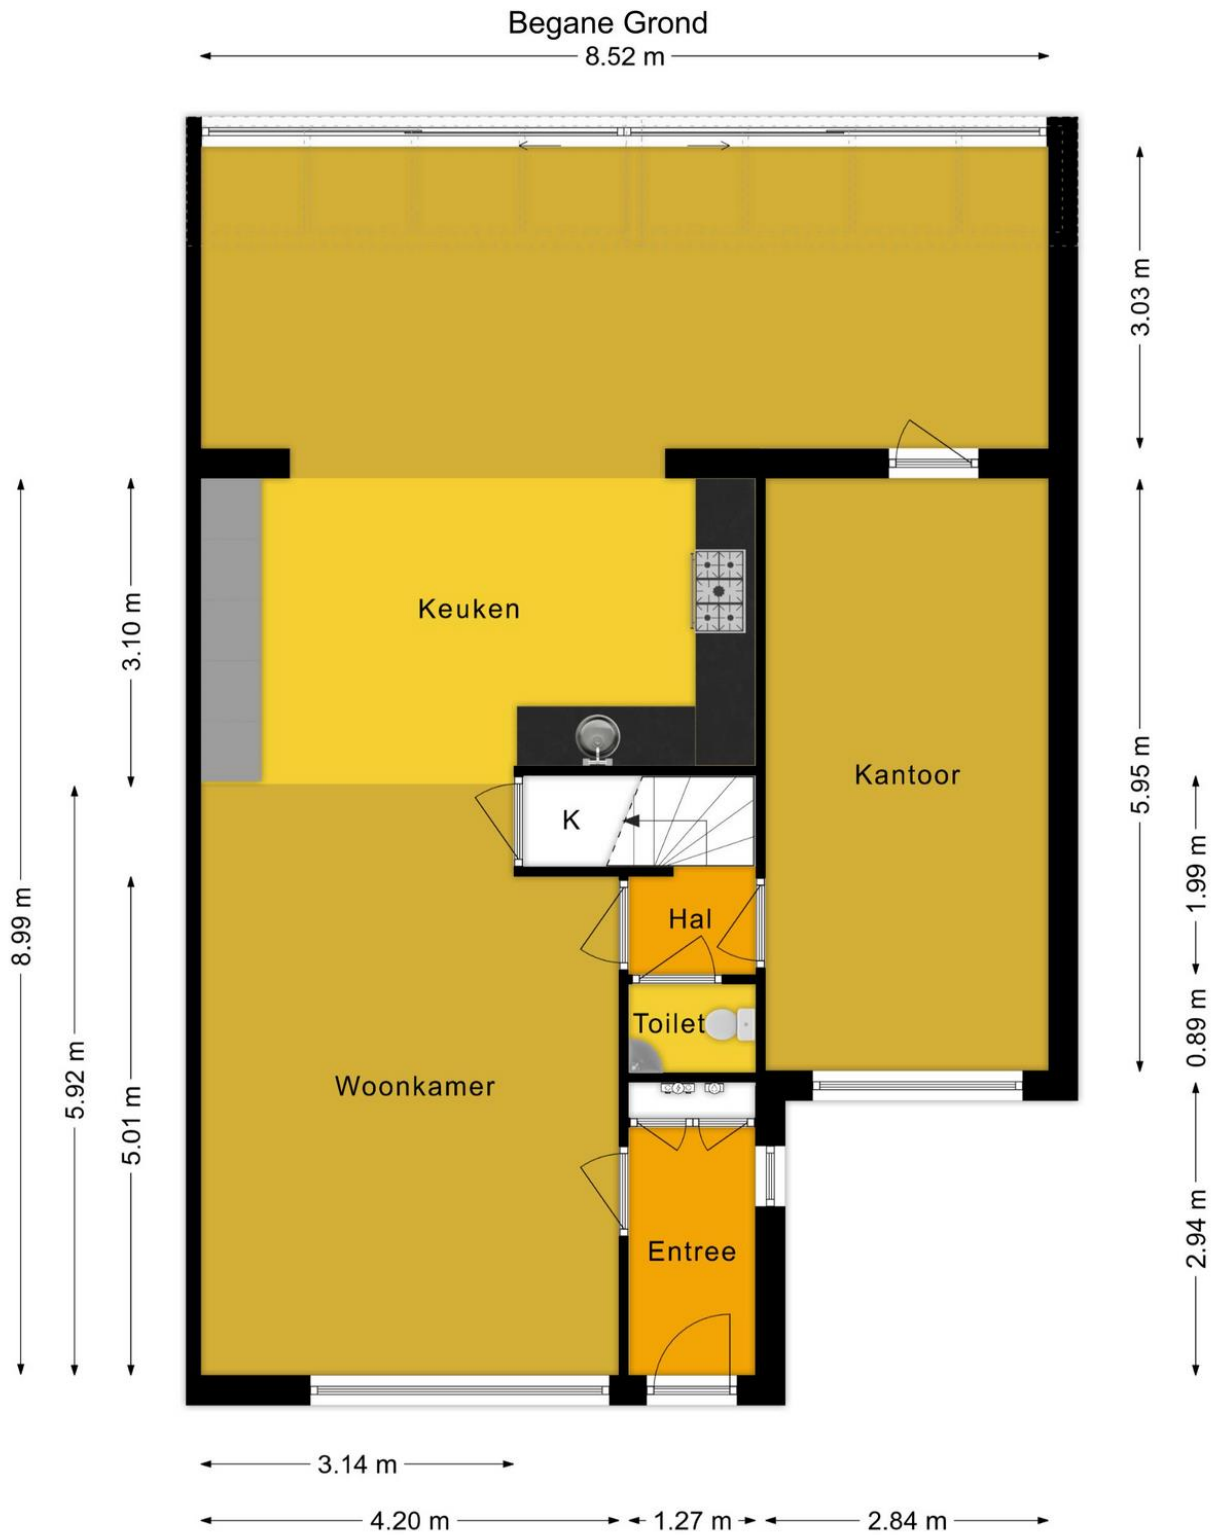 Begane Grond
8.52 m
3.03 m
Keuken
3.10 m
Kantoor
5.95 m
K
1.99 m
Hal
8.99 m
0.89 m
Toilet
5.92 m
Woonkamer
5.01 m
2.94 m
Entree
3.14 m
4.20 m
1.27 m
2.84 m